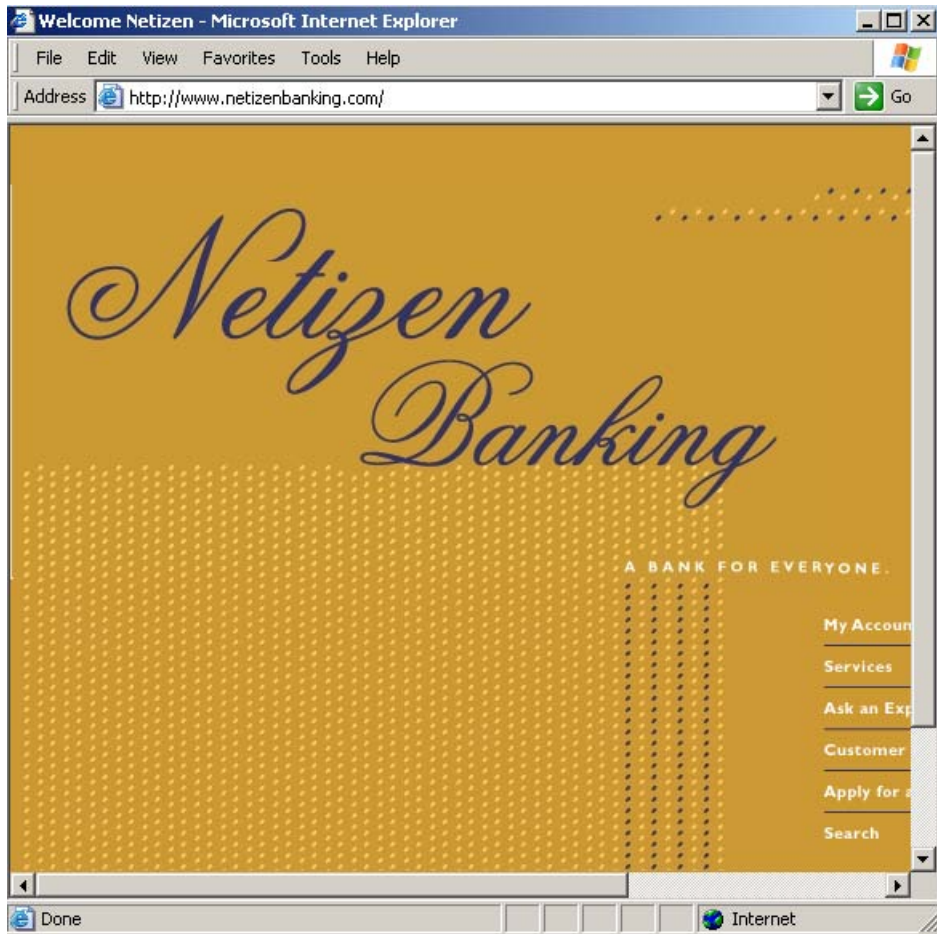 Welcome Netizen - Microsoft Internet Explorer
File Edit View Favorites Tools Help
Address http://www.netizenbanking.com/ Go
Netizen
Banking
A BANK FOR EVERYONE.
My Accoun
Services
Ask an Exp
Customer
Apply for a
Search
Done Internet